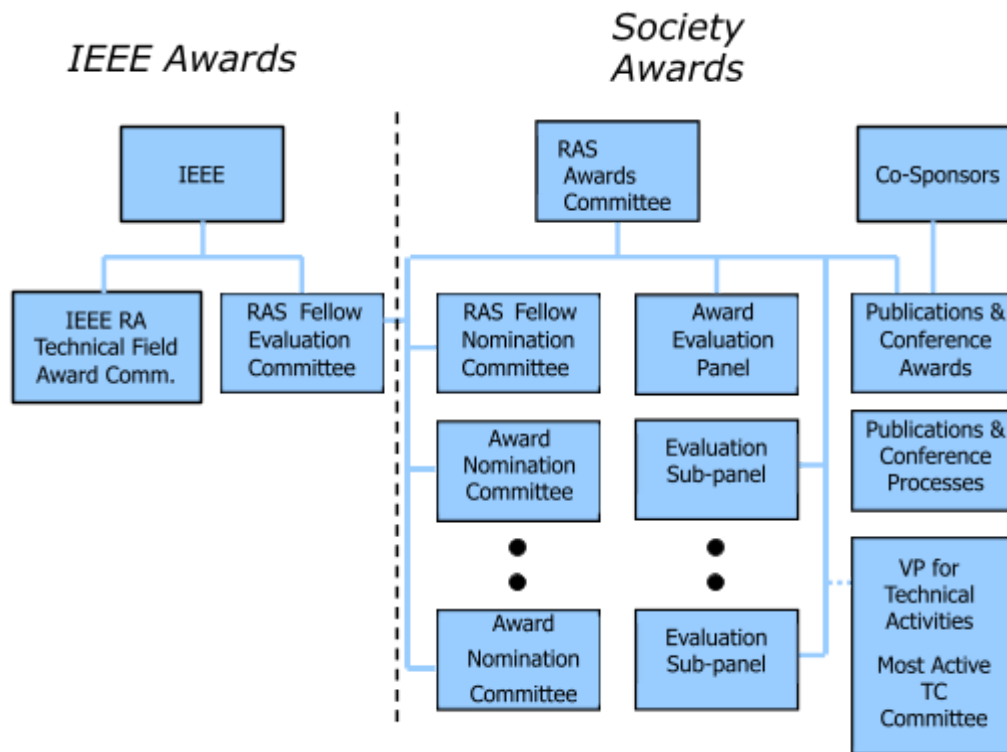 IEEE Awards
Society
Awards
IEEE
RAS
Awards
Committee
Co-Sponsors
IEEE RA
Technical Field
Award Comm.
RAS Fellow
Evaluation
Committee
RAS Fellow
Nomination
Committee
Award
Evaluation
Panel
Publications &
Conference
Awards
Award
Nomination
Committee
Evaluation
Sub-panel
Publications &
Conference
Processes
Award
Nomination
Committee
Evaluation
Sub-panel
VP for
Technical
Activities
Most Active
TC
Committee